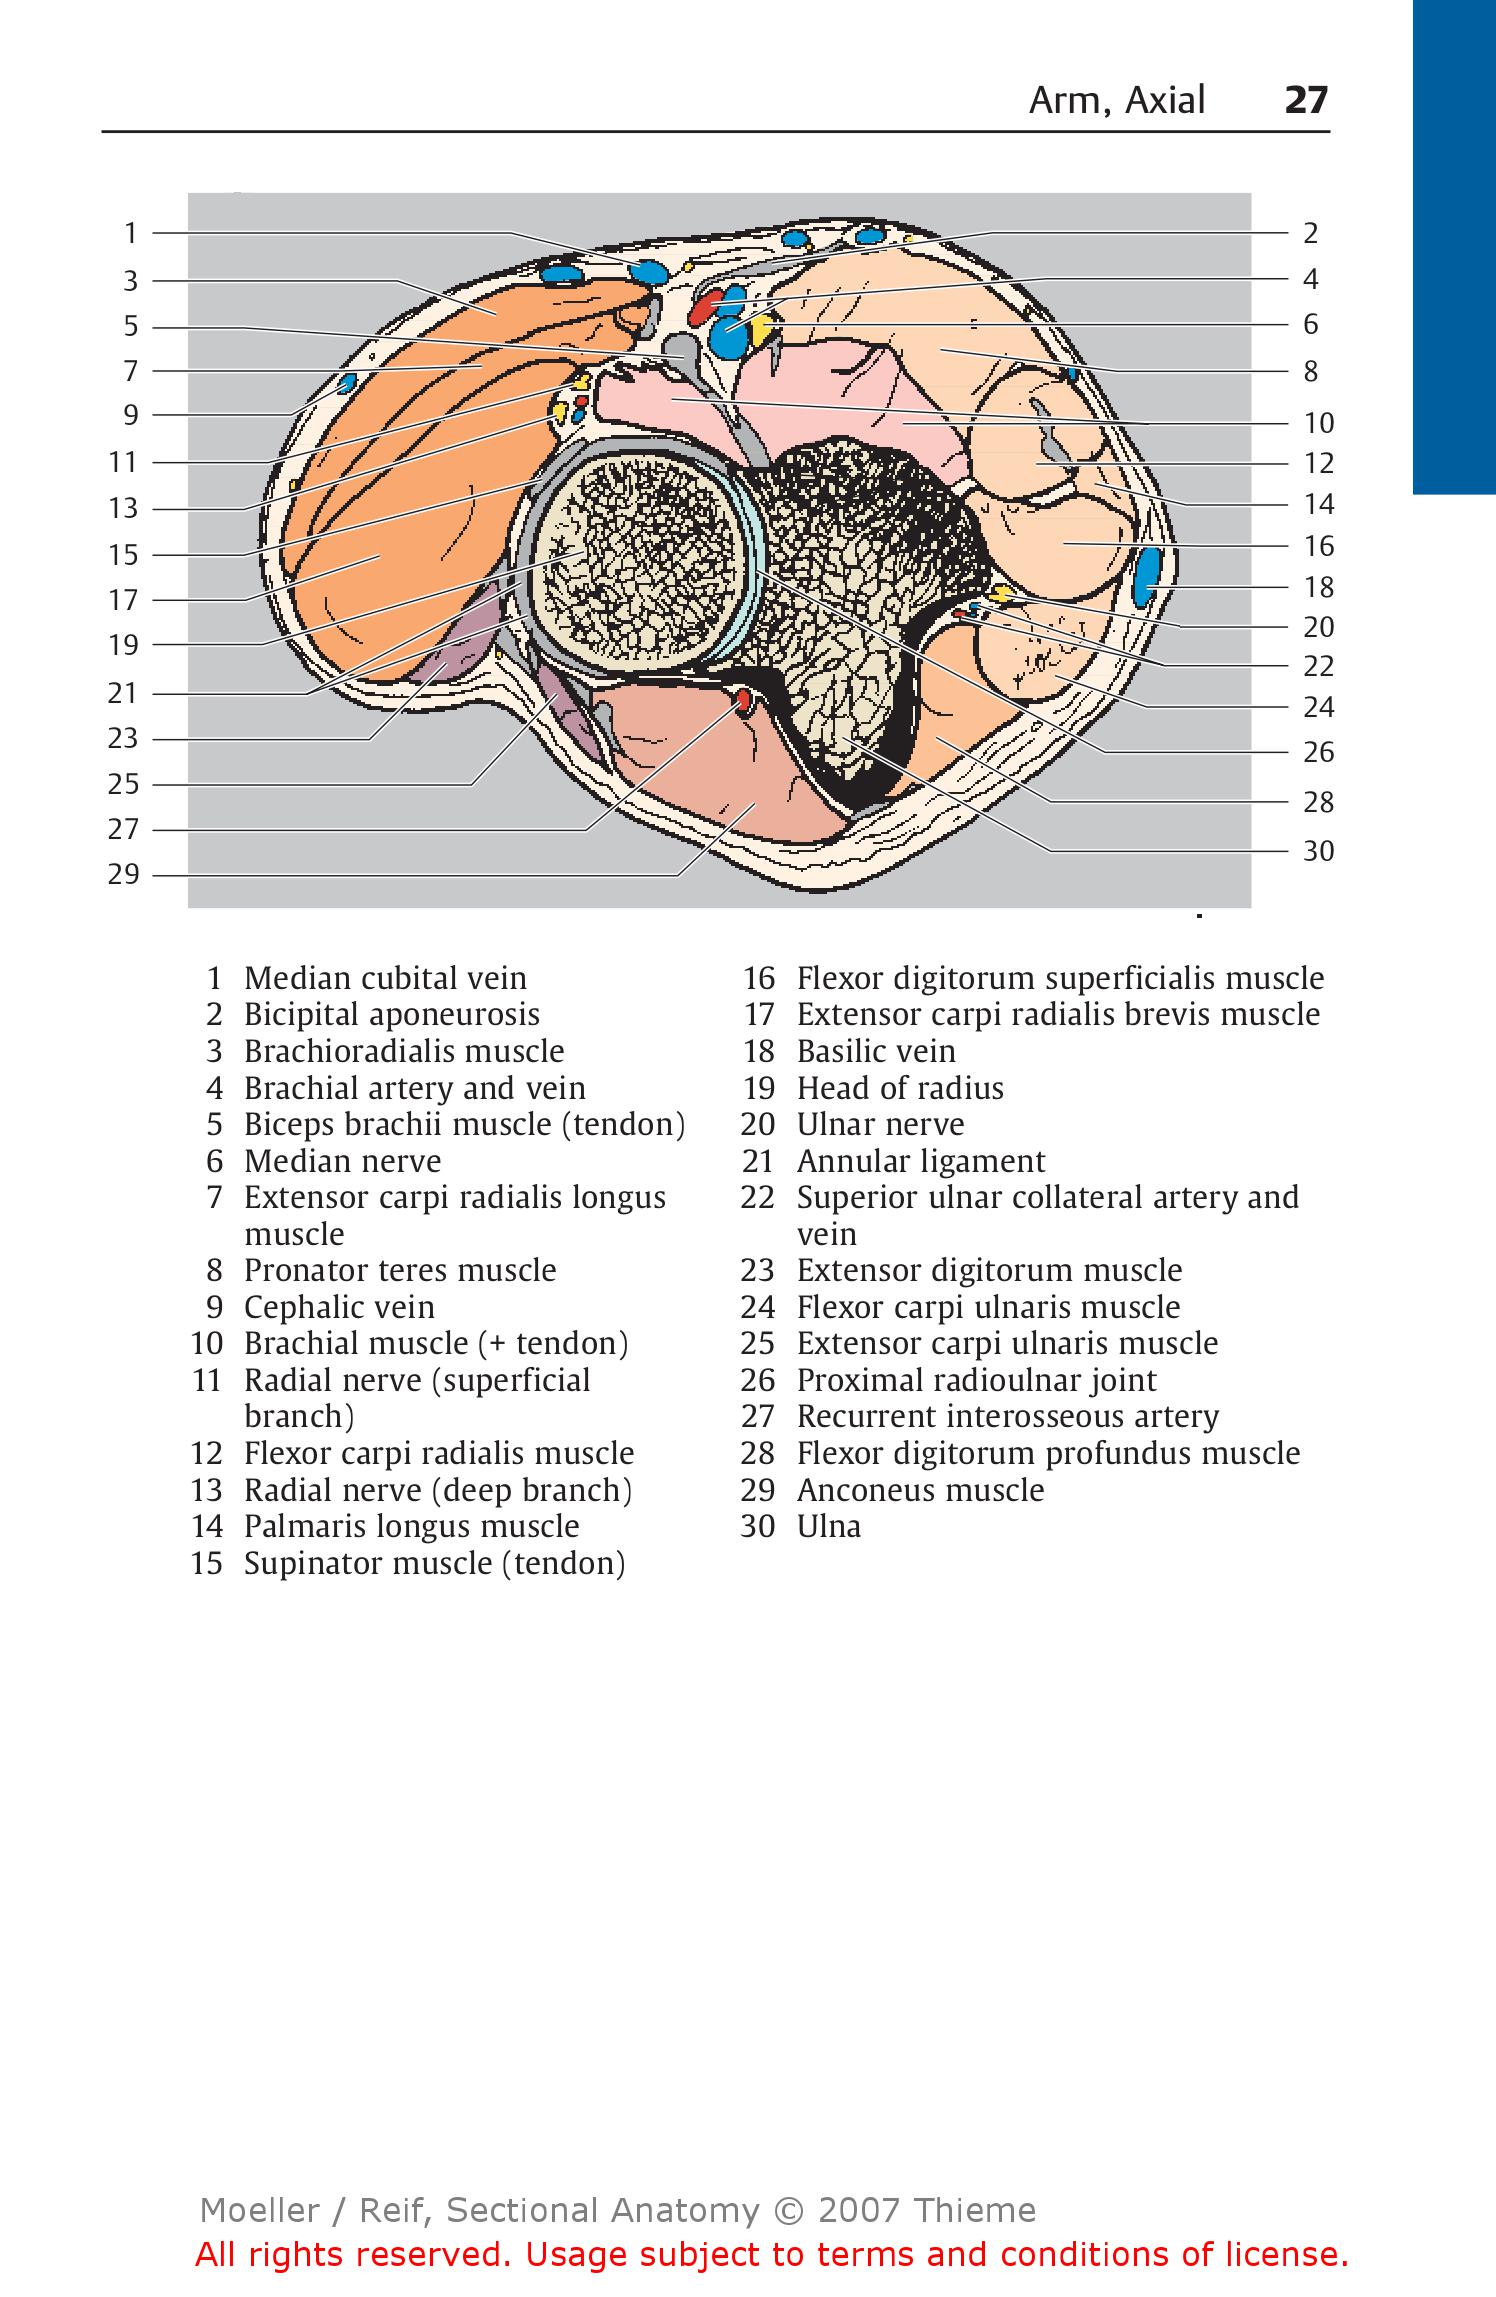 Arm, Axial 27
1
2
3
4
5
6
7
8
9
10
11
12
13
14
15
16
17
18
19
20
21
22
23
24
25
26
27
28
29
30
1 Median cubital vein
2 Bicipital aponeurosis
3 Brachioradialis muscle
4 Brachial artery and vein
5 Biceps brachii muscle (tendon)
6 Median nerve
7 Extensor carpi radialis longus
muscle
8 Pronator teres muscle
9 Cephalic vein
10 Brachial muscle (+ tendon)
11 Radial nerve (superficial
branch)
12 Flexor carpi radialis muscle
13 Radial nerve (deep branch)
14 Palmaris longus muscle
15 Supinator muscle (tendon)
16 Flexor digitorum superficialis muscle
17 Extensor carpi radialis brevis muscle
18 Basilic vein
19 Head of radius
20 Ulnar nerve
21 Annular ligament
22 Superior ulnar collateral artery and
vein
23 Extensor digitorum muscle
24 Flexor carpi ulnaris muscle
25 Extensor carpi ulnaris muscle
26 Proximal radioulnar joint
27 Recurrent interosseous artery
28 Flexor digitorum profundus muscle
29 Anconeus muscle
30 Ulna
Moeller / Reif, Sectional Anatomy © 2007 Thieme
All rights reserved. Usage subject to terms and conditions of license.